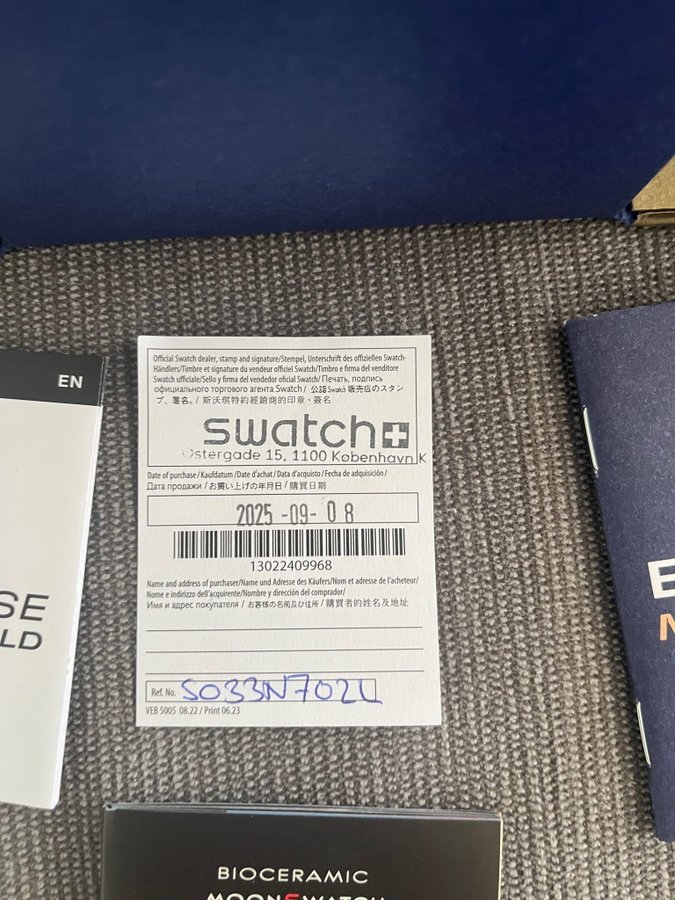 Official Swatch dealer, stamp and signature/Stempel, Unterschrift des offiziellen Swatch-
Händlers/Timbre et signature du vendeur officiel Swatch/Timbro e firma del venditore
Swatch ufficiale/Sello y firma del vendedor oficial Swatch/ Печать, подпись
официального торгового агента Swatch/ 公認 Swatch 販売店のスタン
プ、署名。/ 斯沃琪特約經銷商的印章、簽名
swatch
Østergade 15, 1100 København K
Date of purchase/Kaufdatum/Date d'achat/Data d'acquisto/Fecha de adquisición/
Дата продажи /お買い上げの年月日/ 購買日期
2025-09-08
13022409968
Name and address of purchaser/Name und Adresse des Käufers/Nom et adresse de l'acheteur/
Nome e indirizzo dell'acquirente/Nombre y dirección del comprador/
Имя и адрес покупателя / お客様の名前及び住所 / 購買者的姓名及地址
Ref. No. SO33N702L
VEB 5005 08.22 / Print 06.23
EN
SE
LD
E
BIOCERAMIC
MOONSWATCH